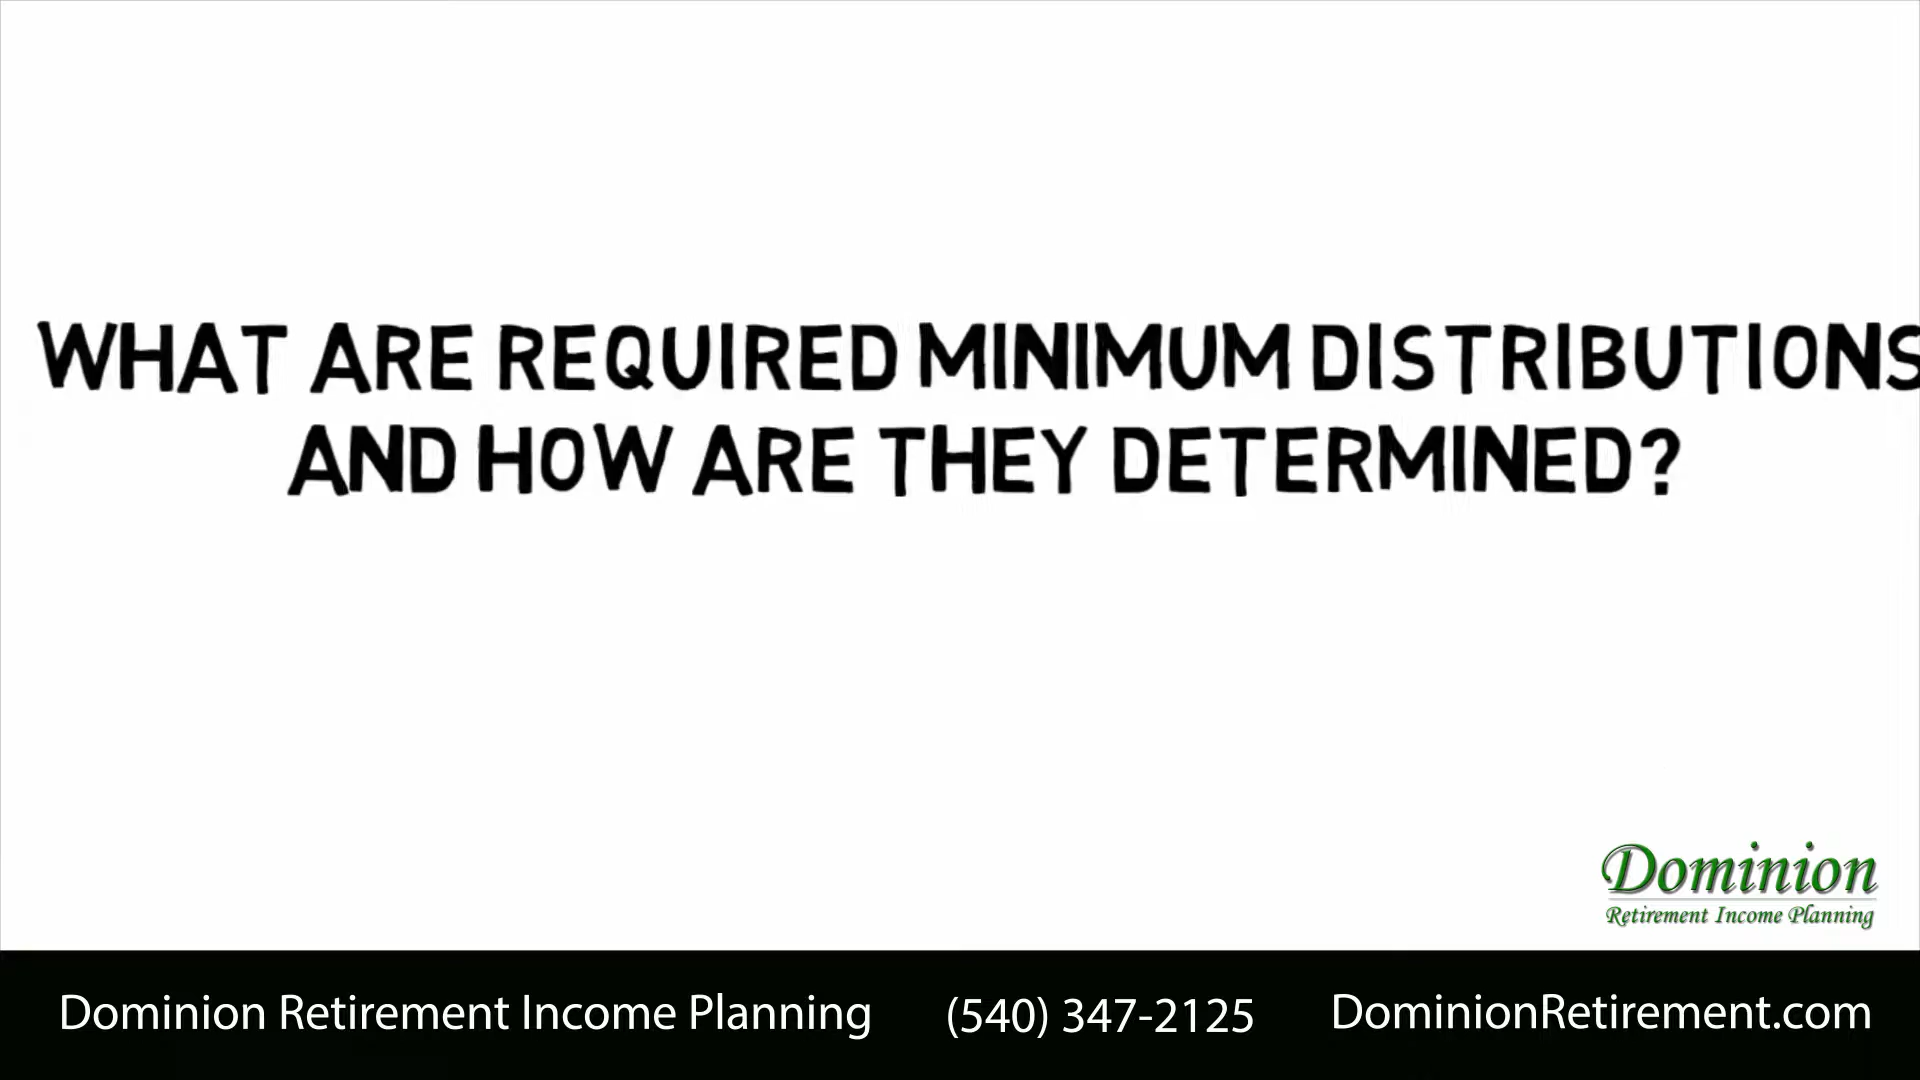 WHAT ARE REQUIRED MINIMUM DISTRIBUTIONS
AND HOW ARE THEY DETERMINED?
Dominion
Retirement Income Planning
Dominion Retirement Income Planning (540) 347-2125 DominionRetirement.com